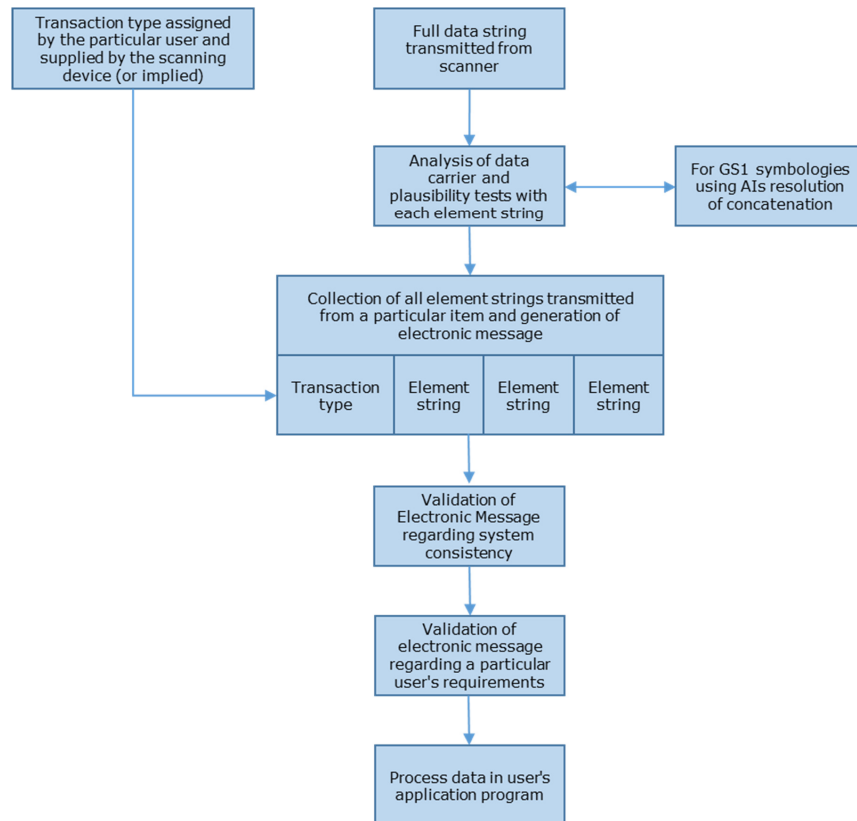 Transaction type assigned
by the particular user and
supplied by the scanning
device (or implied)
Full data string
transmitted from
scanner
Analysis of data
carrier and
plausibility tests with
each element string
For GS1 symbologies
using AIs resolution
of concatenation
Collection of all element strings transmitted
from a particular item and generation of
electronic message
Transaction
type
Element
string
Element
string
Element
string
Validation of
Electronic Message
regarding system
consistency
Validation of
electronic message
regarding a particular
user's requirements
Process data in user's
application program